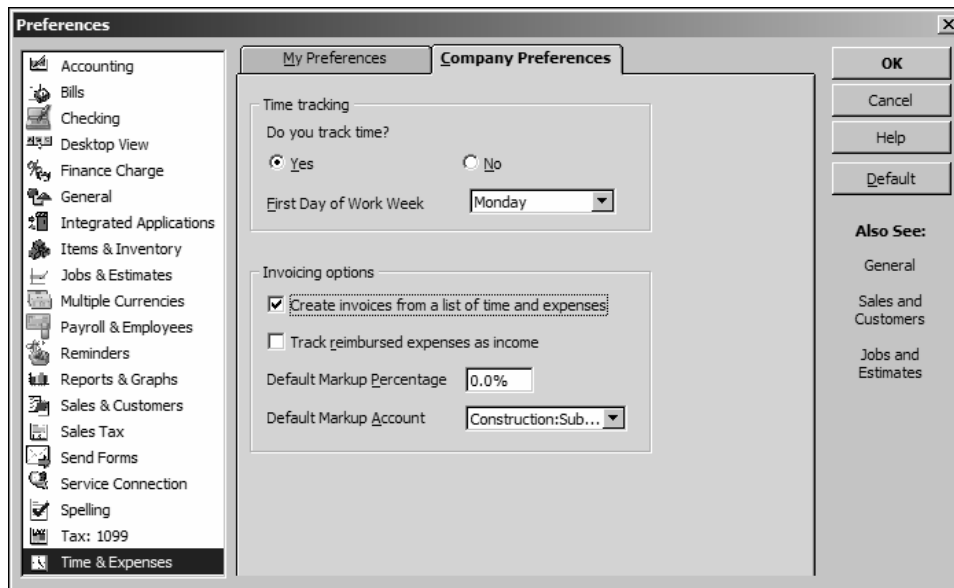 Preferences
Accounting
Bills
Checking
Desktop View
Finance Charge
General
Integrated Applications
Items & Inventory
Jobs & Estimates
Multiple Currencies
Payroll & Employees
Reminders
Reports & Graphs
Sales & Customers
Sales Tax
Send Forms
Service Connection
Spelling
Tax: 1099
Time & Expenses
My Preferences
Company Preferences
Time tracking
Do you track time?
Yes No
First Day of Work Week Monday
Invoicing options
Create invoices from a list of time and expenses
Track reimbursed expenses as income
Default Markup Percentage 0.0%
Default Markup Account Construction:Sub...
OK
Cancel
Help
Default
Also See:
General
Sales and
Customers
Jobs and
Estimates